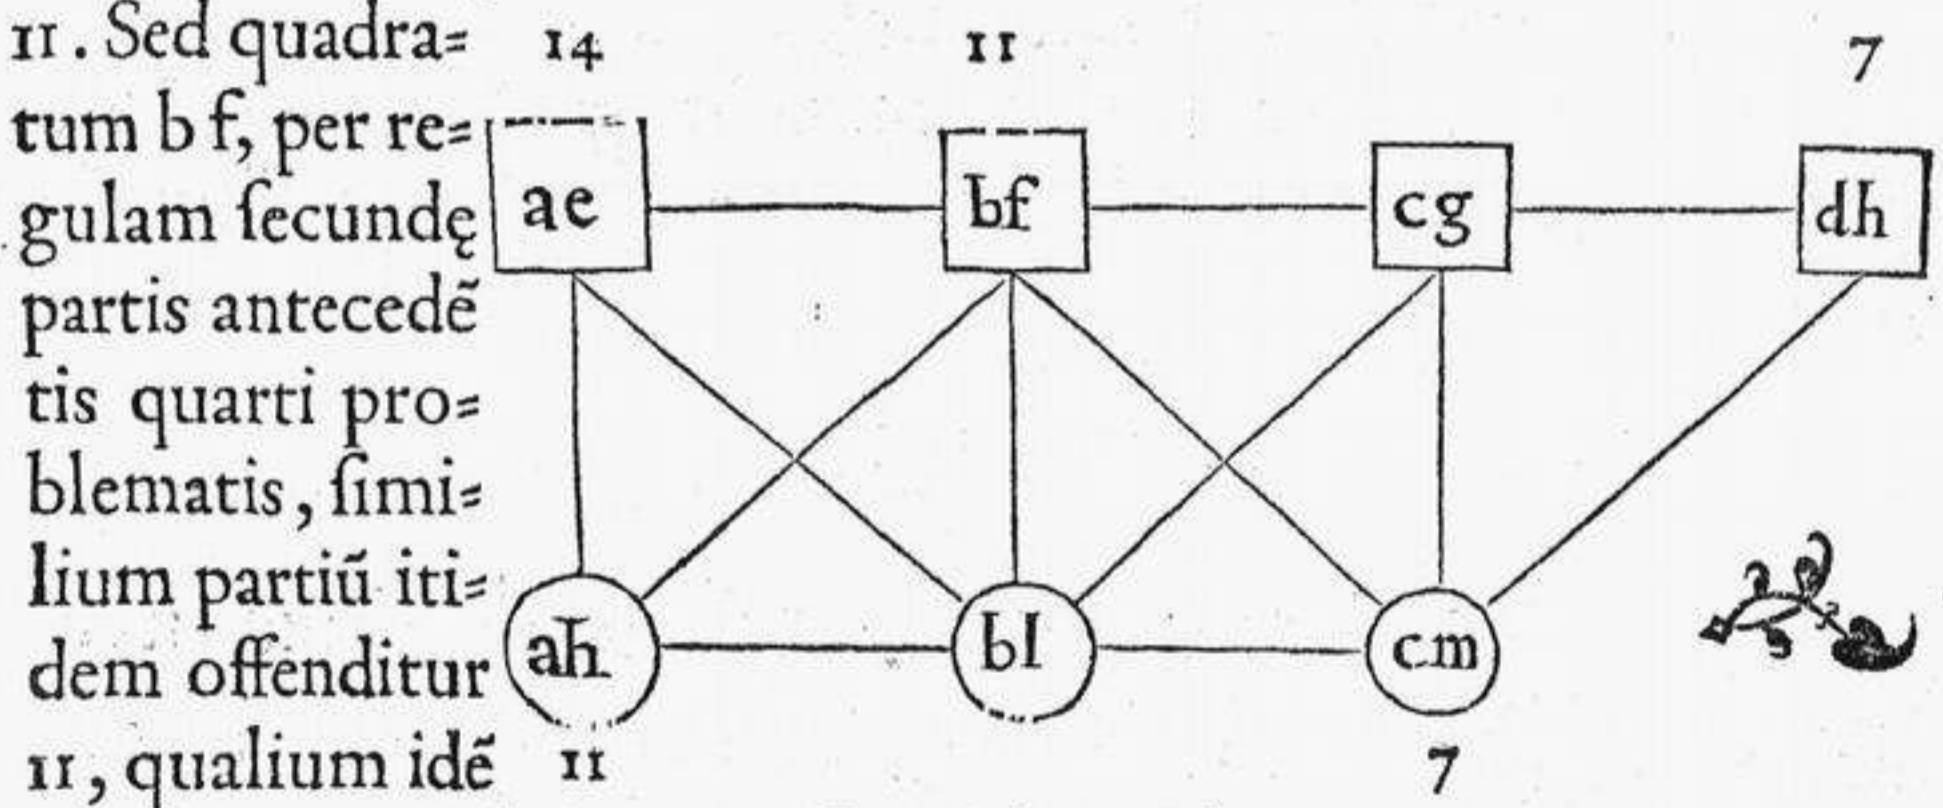 11. Sed quadra=
tum b f, per re=
gulam ſecundę
partis antecedẽ
tis quarti pro=
blematis, ſimi=
lium partiũ iti=
dem offenditur
11, qualium idẽ
14 11 7
ae bf cg dh
ah bl cm
11 7